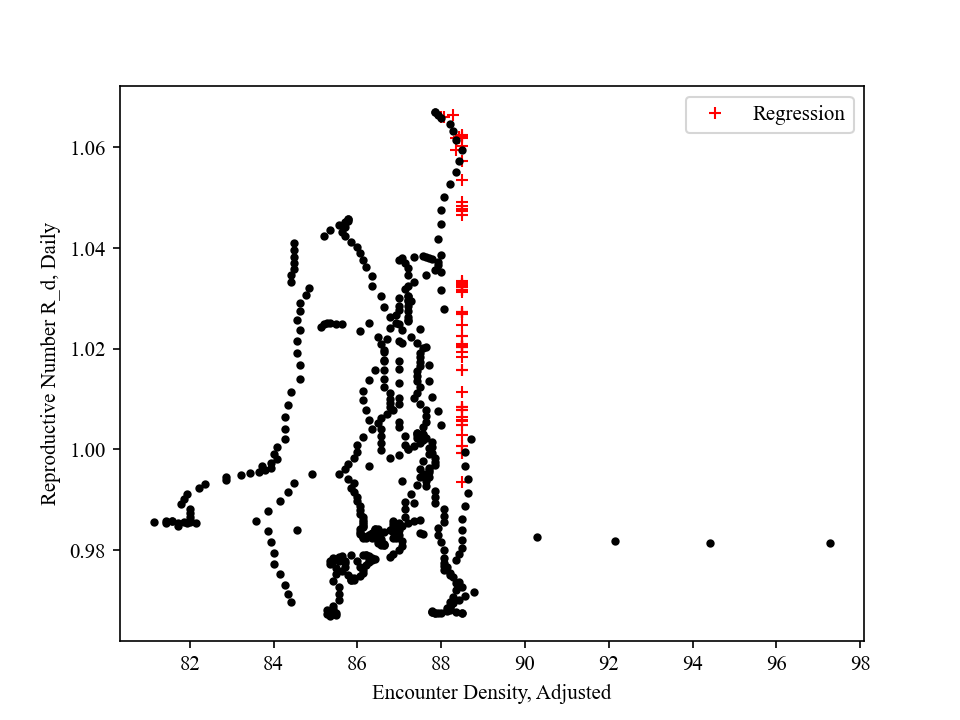 Regression
1.06
1.04
1.02
1.00
0.98
Reproductive Number R_d, Daily
82 84 86 88 90 92 94 96 98
Encounter Density, Adjusted